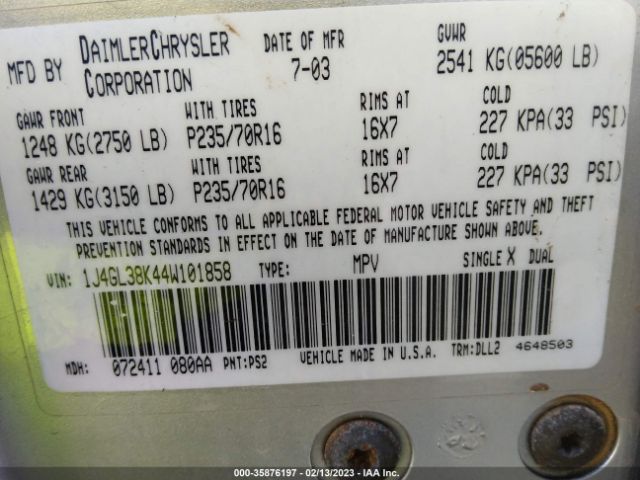 MFD BY DAIMLERCHRYSLER CORPORATION DATE OF MFR 7-03 GVWR 2541 KG(05600 LB)
GAWR FRONT WITH TIRES RIMS AT COLD
1248 KG(2750 LB) P235/70R16 16X7 227 KPA(33 PSI)
GAWR REAR WITH TIRES RIMS AT COLD
1429 KG(3150 LB) P235/70R16 16X7 227 KPA(33 PSI)
THIS VEHICLE CONFORMS TO ALL APPLICABLE FEDERAL MOTOR VEHICLE SAFETY AND THEFT
PREVENTION STANDARDS IN EFFECT ON THE DATE OF MANUFACTURE SHOWN ABOVE.
VIN: 1J4GL38K44W101858 TYPE: MPV SINGLE X DUAL
MDH: 072411 080AA PNT:PS2 VEHICLE MADE IN U.S.A. TRM:DLL2 4648503
000-35876197 - 02/13/2023 - IAA Inc.